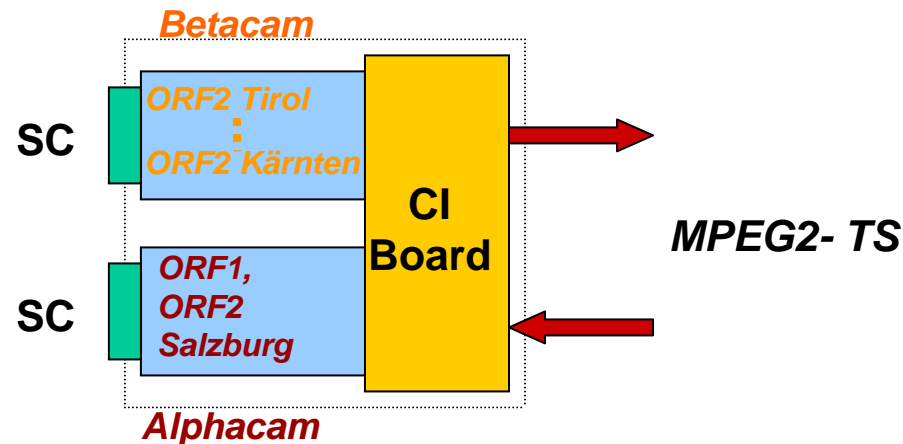 Betacam
SC
ORF2 Tirol
ORF2 Kärnten
CI
Board
MPEG2- TS
SC
ORF1,
ORF2
Salzburg
Alphacam